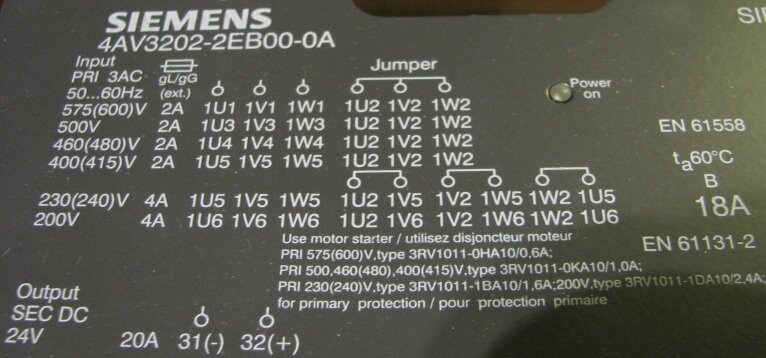 SIEMENS
4AV3202-2EB00-0A
Input
PRI 3AC gL/gG Jumper
50...60Hz (ext.)
575(600)V 2A 1U1 1V1 1W1 1U2 1V2 1W2
500V 2A 1U3 1V3 1W3 1U2 1V2 1W2
460(480)V 2A 1U4 1V4 1W4 1U2 1V2 1W2
400(415)V 2A 1U5 1V5 1W5 1U2 1V2 1W2
230(240)V 4A 1U5 1V5 1W5 1U2 1V5 1V2 1W5 1W2 1U5
200V 4A 1U6 1V6 1W6 1U2 1V6 1V2 1W6 1W2 1U6
Use motor starter / utilisez disjoncteur moteur
PRI 575(600)V,type 3RV1011-0HA10/0,6A;
PRI 500,460(480),400(415)V,type 3RV1011-0KA10/1,0A;
PRI 230(240)V,type 3RV1011-1BA10/1,6A;200V,type 3RV1011-1DA10/2,4A;
for primary protection / pour protection primaire
Output
SEC DC
24V 20A 31(-) 32(+)
Power
on
SI
EN 61558
ta60°C
B
18A
EN 61131-2